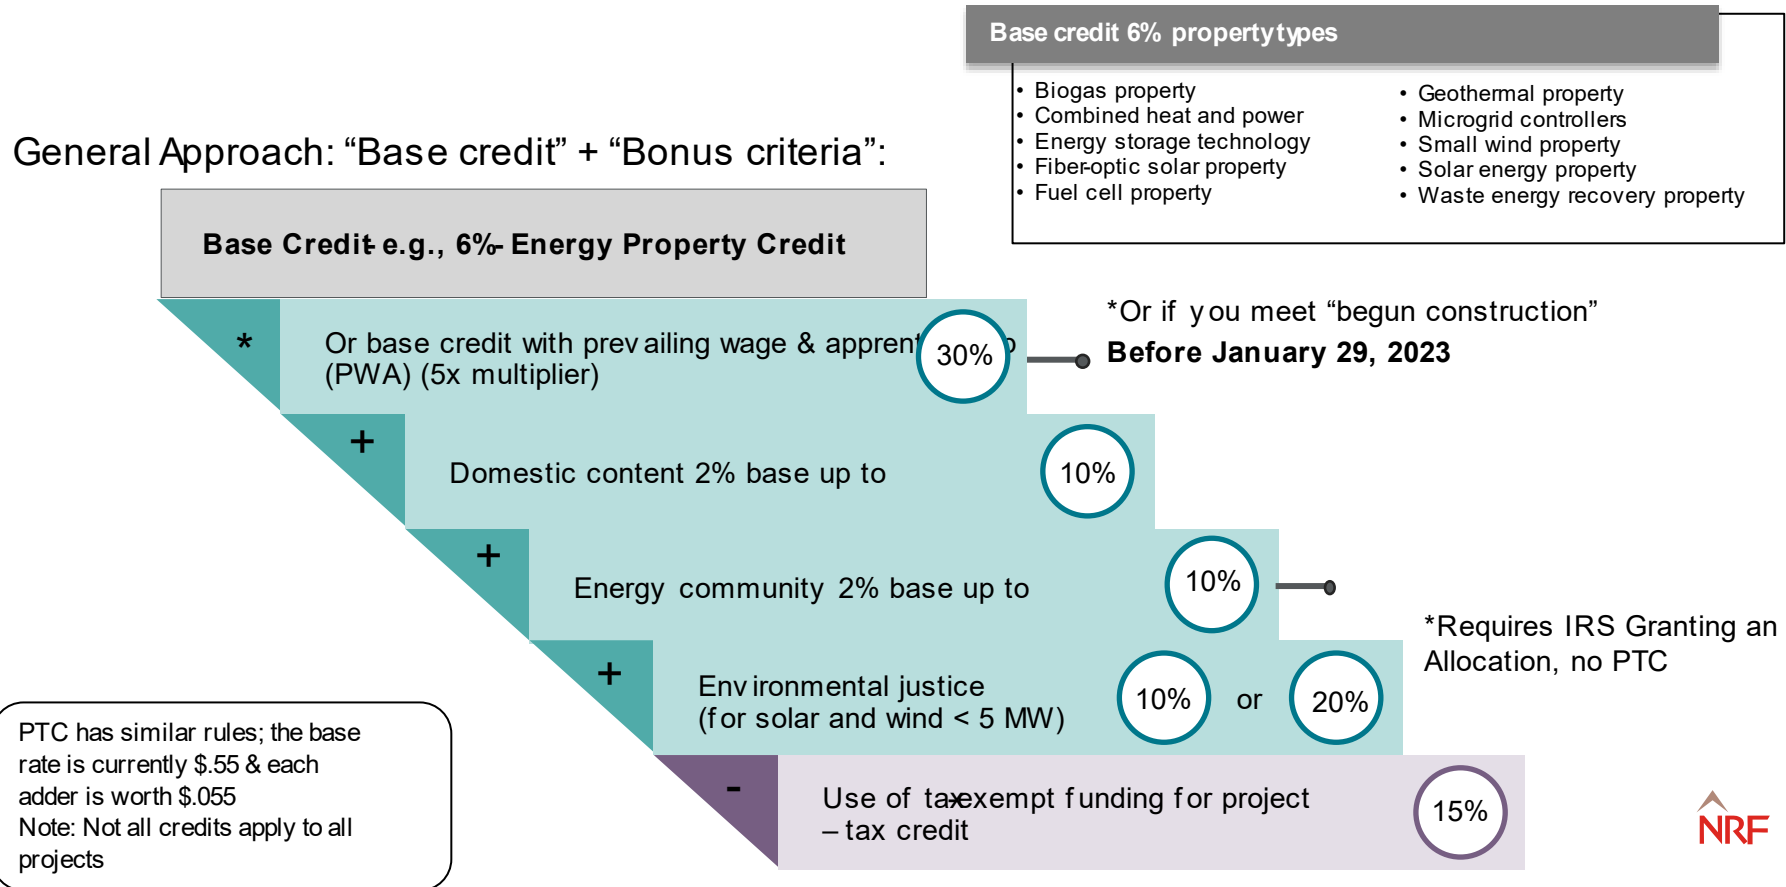 Base credit 6% property types
• Biogas property
• Combined heat and power
• Energy storage technology
• Fiber-optic solar property
• Fuel cell property
• Geothermal property
• Microgrid controllers
• Small wind property
• Solar energy property
• Waste energy recovery property
General Approach: “Base credit” + “Bonus criteria”:
Base Credit- e.g., 6%- Energy Property Credit
*
Or base credit with prevailing wage &
(PWA) (5x multiplier)
30%
*Or if you meet “begun construction”
Before January 29, 2023
+
Domestic content 2% base up to
10%
+
Energy community 2% base up to
10%
*Requires IRS Granting an
Allocation, no PTC
+
Environmental justice
(for solar and wind < 5 MW)
10%
or
20%
-
Use of tax-exempt funding for project
– tax credit
15%
PTC has similar rules; the base
rate is currently $.55 & each
adder is worth $.055
Note: Not all credits apply to all
projects
NRF